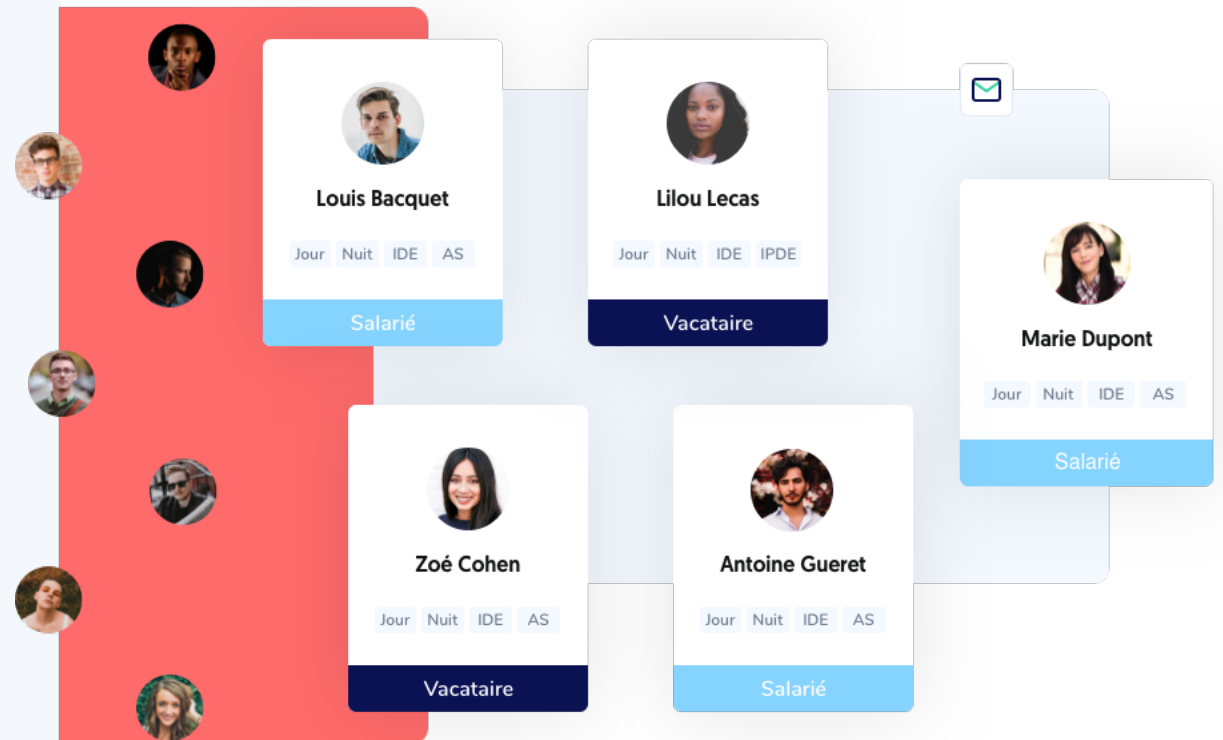 Louis Bacquet
Jour Nuit IDE AS
Salarié
Lilou Lecas
Jour Nuit IDE IPDE
Vacataire
Marie Dupont
Jour Nuit IDE AS
Salarié
Zoé Cohen
Jour Nuit IDE AS
Vacataire
Antoine Gueret
Jour Nuit IDE AS
Salarié